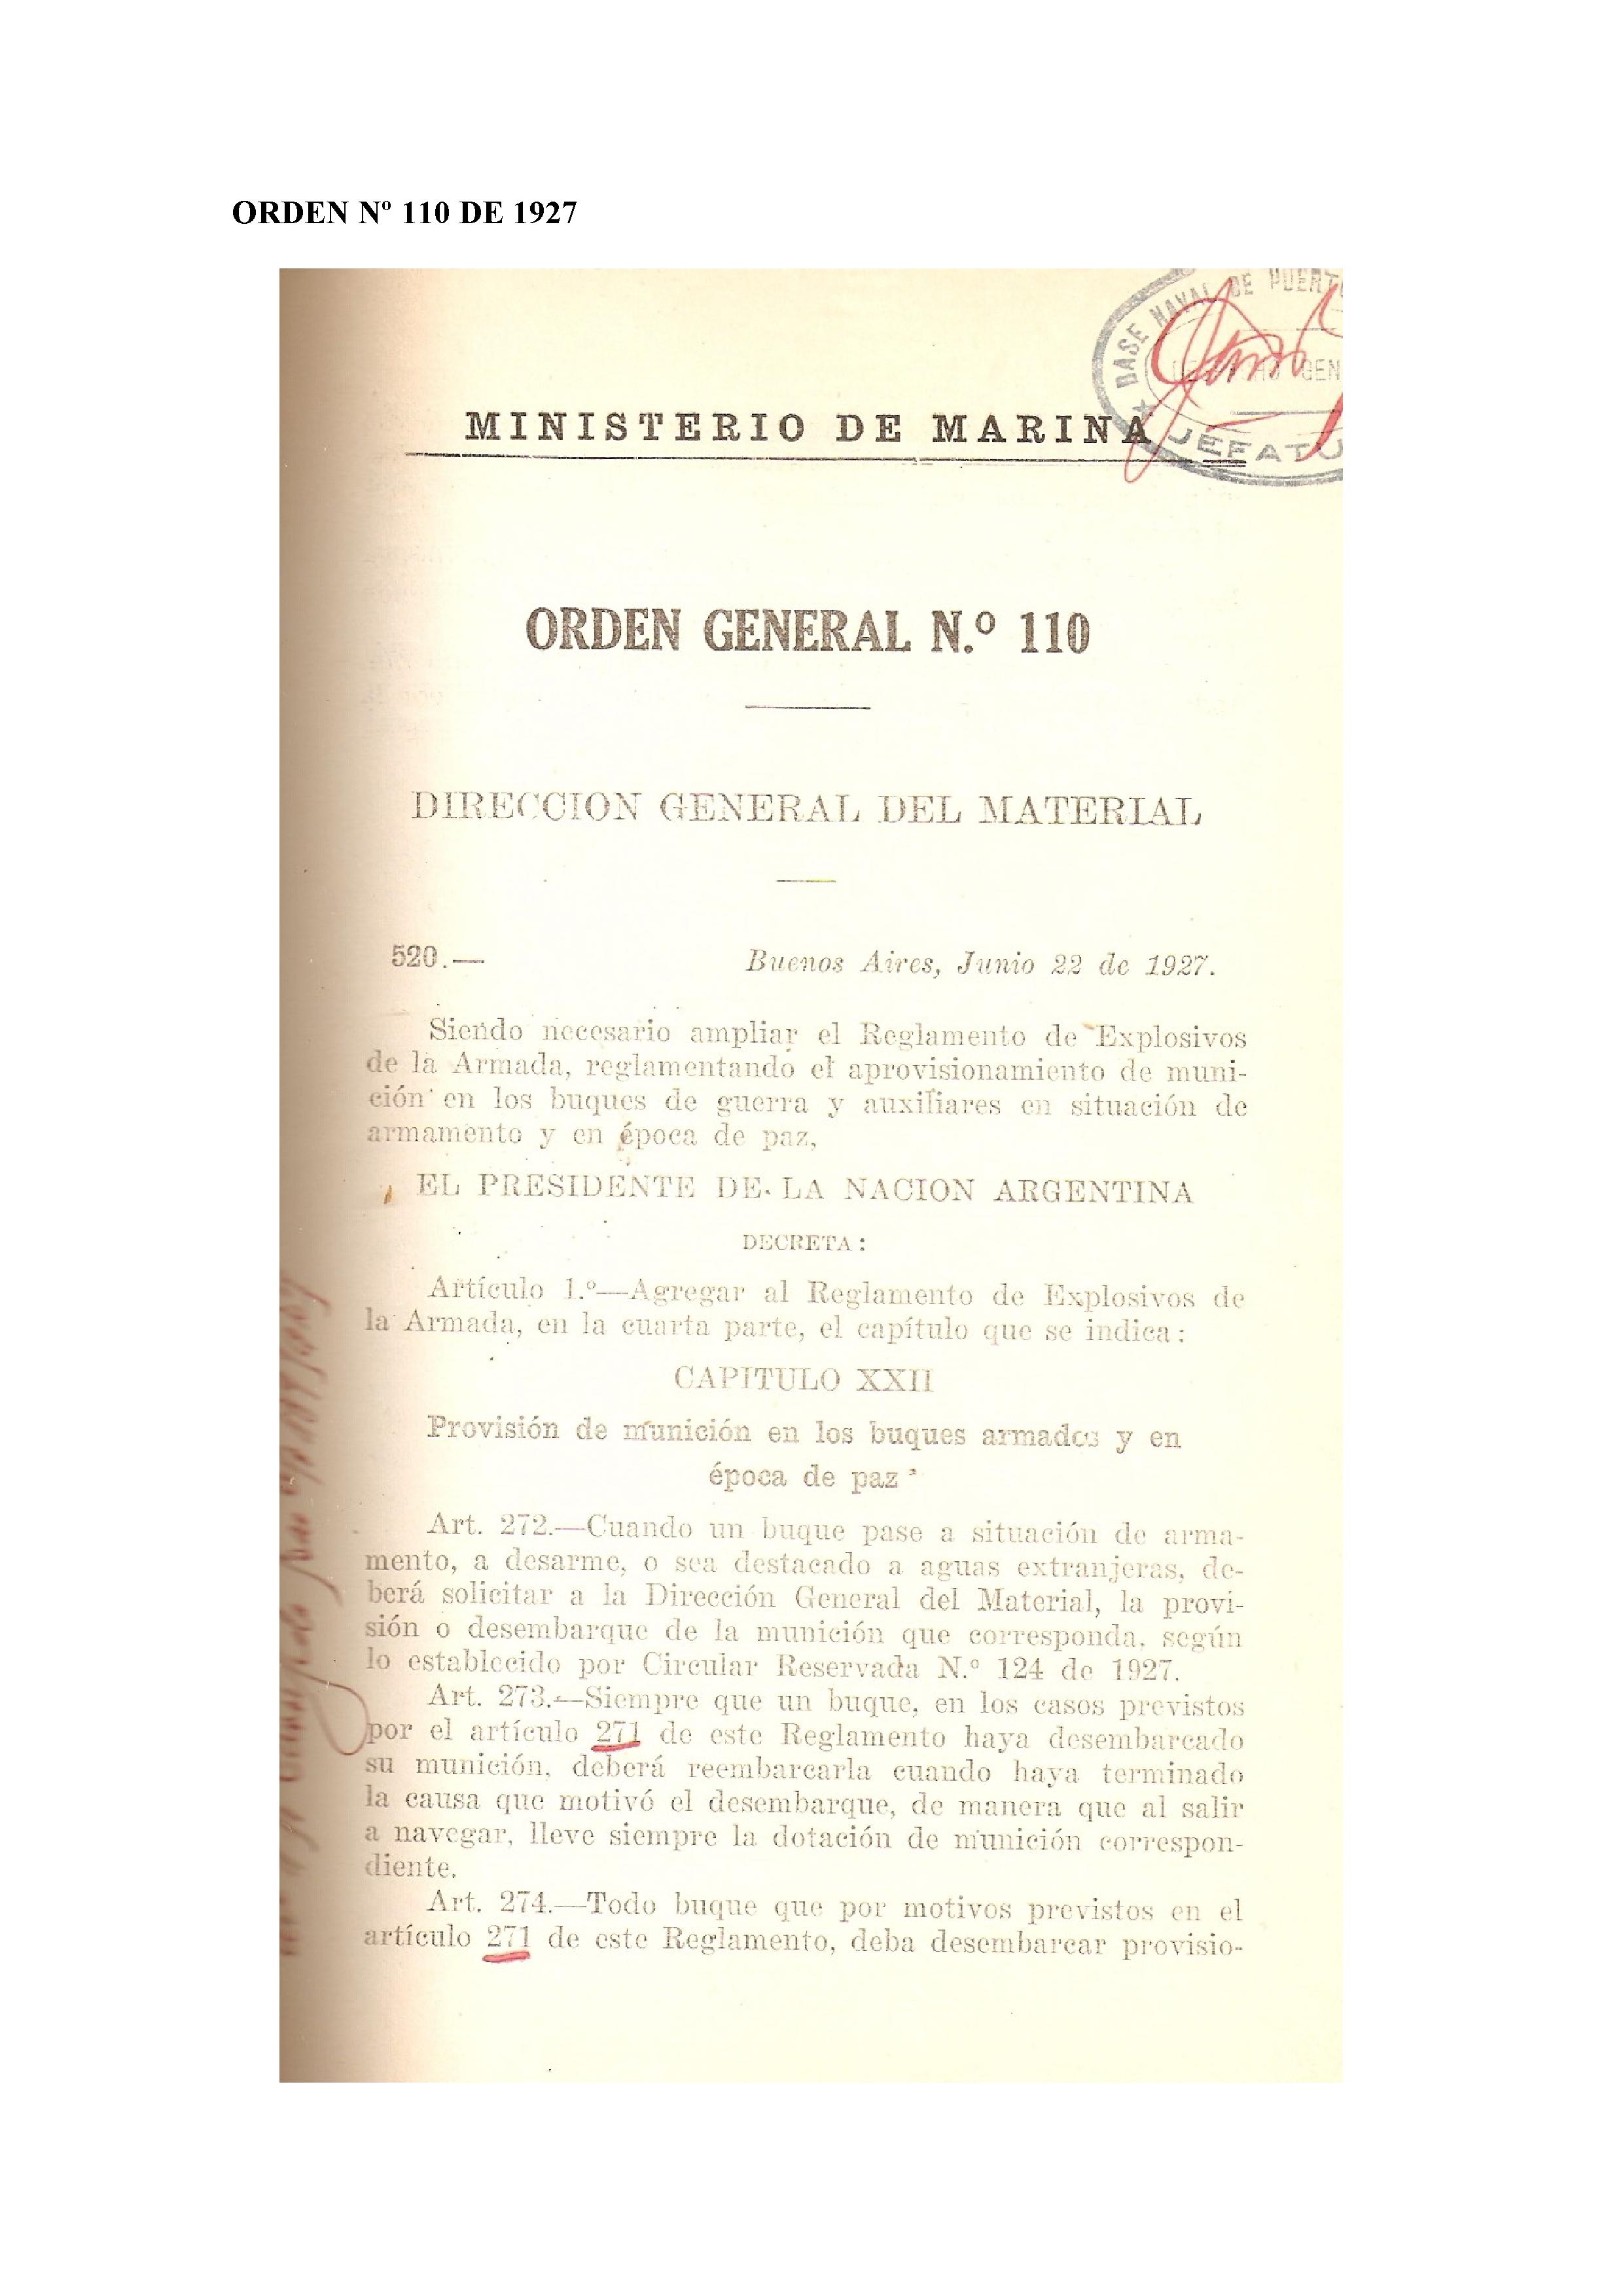 ORDEN Nº 110 DE 1927
BASE NAVAL DE PUERT
GEN
JEFATU
MINISTERIO DE MARINA
ORDEN GENERAL N.º 110
DIRECCION GENERAL DEL MATERIAL
520.— Buenos Aires, Junio 22 de 1927.
Siendo necesario ampliar el Reglamento de Explosivos
de la Armada, reglamentando el aprovisionamiento de muni-
ción en los buques de guerra y auxiliares en situación de
armamento y en época de paz,
EL PRESIDENTE DE LA NACION ARGENTINA
DECRETA:
Artículo 1.º—Agregar al Reglamento de Explosivos de
la Armada, en la cuarta parte, el capítulo que se indica:
CAPITULO XXII
Provisión de munición en los buques armados y en
época de paz
Art. 272.—Cuando un buque pase a situación de arma-
mento, a desarme, o sea destacado a aguas extranjeras, de-
berá solicitar a la Dirección General del Material, la provi-
sión o desembarque de la munición que corresponda, según
lo establecido por Circular Reservada N.º 124 de 1927.
Art. 273.—Siempre que un buque, en los casos previstos
por el artículo 271 de este Reglamento haya desembarcado
su munición, deberá reembarcarla cuando haya terminado
la causa que motivó el desembarque, de manera que al salir
a navegar, lleve siempre la dotación de munición correspon-
diente.
Art. 274.—Todo buque que por motivos previstos en el
artículo 271 de este Reglamento, deba desembarcar provisio-